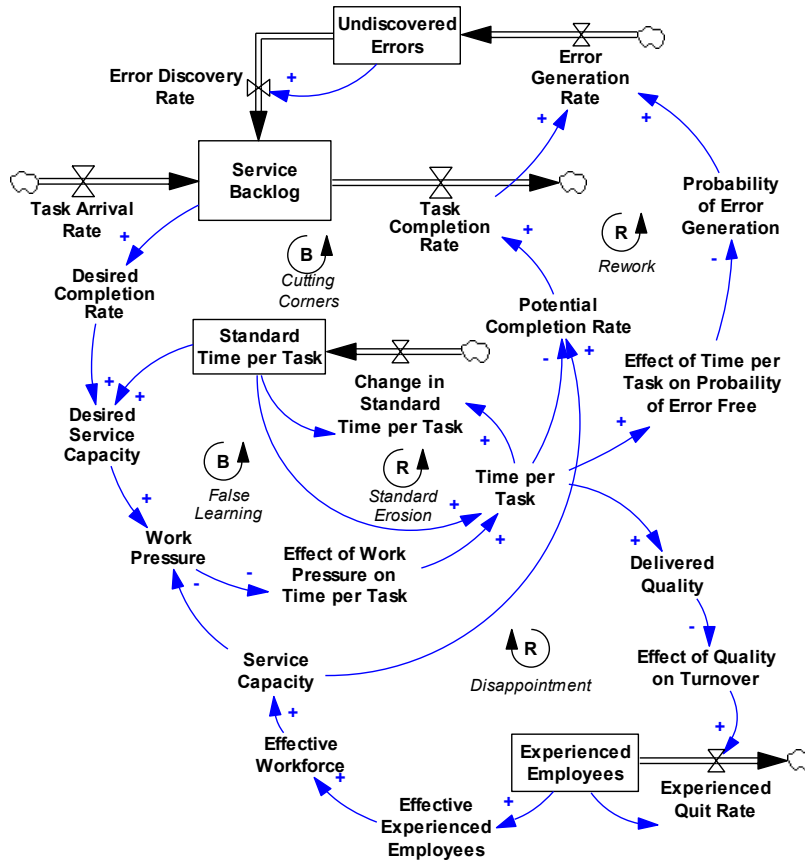 Undiscovered
Errors
Error Discovery
Rate
+
Error
Generation
Rate
+
+
Service
Backlog
Task Arrival
Rate
Task
Completion
Rate
Probability
of Error
Generation
+
+
R
Rework
-
B
Cutting
Corners
Desired
Completion
Rate
Potential
Completion Rate
-
+
Standard
Time per Task
Change in
Standard
Time per Task
Effect of Time per
Task on Probaility
of Error Free
+
+
+
+
Desired
Service
Capacity
B
False
Learning
R
Standard
Erosion
Time per
Task
+
+
+
+
Work
Pressure
-
-
Effect of Work
Pressure on
Time per Task
Delivered
Quality
-
Service
Capacity
R
Disappointment
Effect of Quality
on Turnover
+
+
Effective
Workforce
Experienced
Employees
Experienced
Quit Rate
+
+
Effective
Experienced
Employees